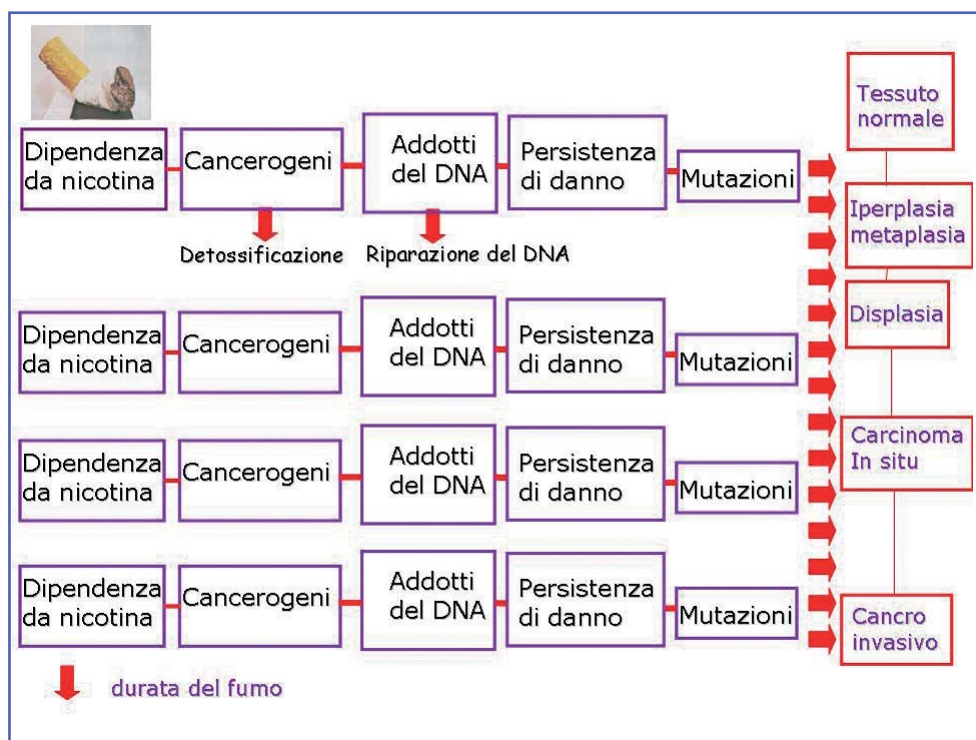 Dipendenza
da nicotina
Cancerogeni
Addotti
del DNA
Persistenza
di danno
Mutazioni
Detossificazione
Riparazione del DNA
Dipendenza
da nicotina
Cancerogeni
Addotti
del DNA
Persistenza
di danno
Mutazioni
Dipendenza
da nicotina
Cancerogeni
Addotti
del DNA
Persistenza
di danno
Mutazioni
Dipendenza
da nicotina
Cancerogeni
Addotti
del DNA
Persistenza
di danno
Mutazioni
durata del fumo
Tessuto
normale
Iperplasia
metaplasia
Displasia
Carcinoma
In situ
Cancro
invasivo